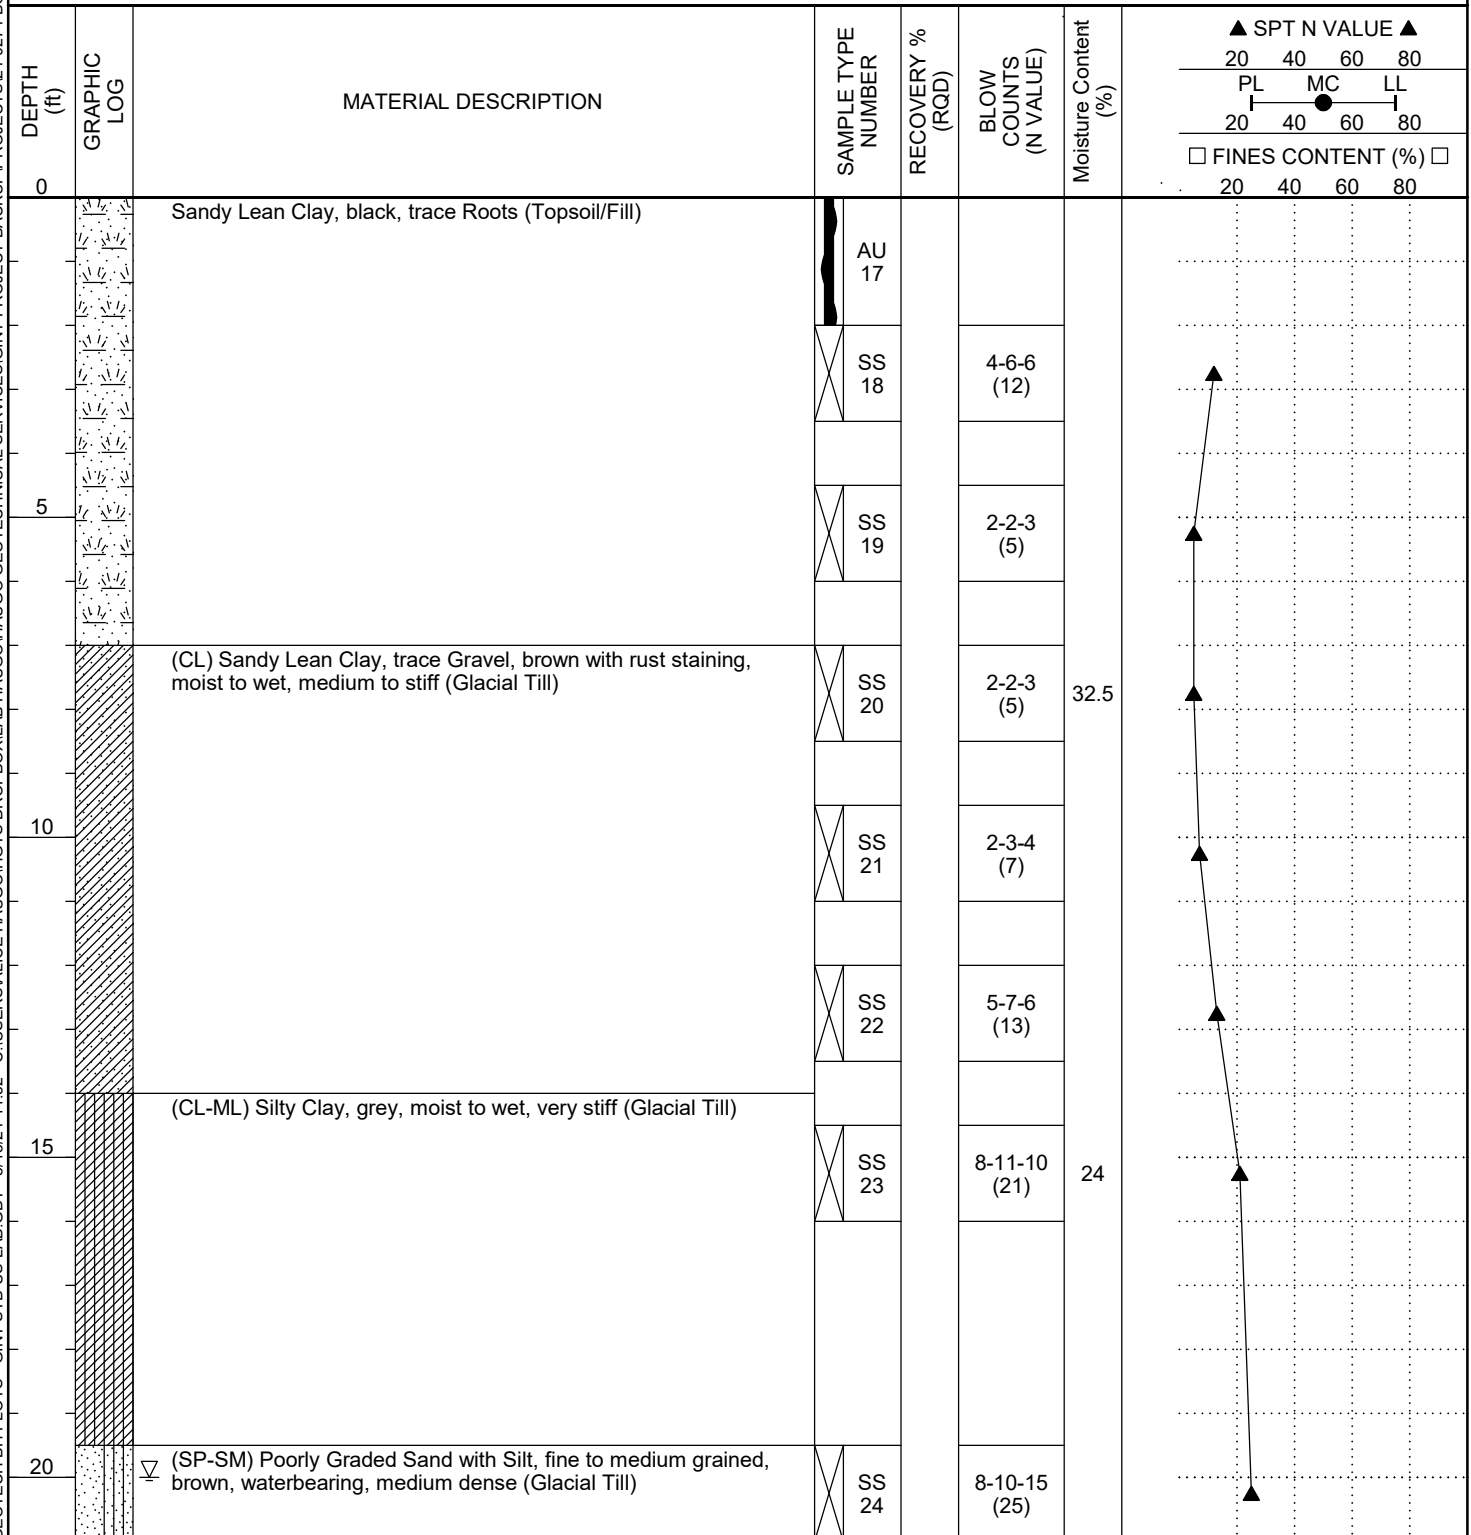 DEPTH
(ft)
GRAPHIC
LOG
MATERIAL DESCRIPTION
SAMPLE TYPE
NUMBER
RECOVERY %
(RQD)
BLOW
COUNTS
(N VALUE)
Moisture Content
(%)
▲ SPT N VALUE ▲
20 40 60 80
PL MC LL
20 40 60 80
□ FINES CONTENT (%) □
20 40 60 80
0
Sandy Lean Clay, black, trace Roots (Topsoil/Fill)
AU
17
SS
18
4-6-6
(12)
5
SS
19
2-2-3
(5)
(CL) Sandy Lean Clay, trace Gravel, brown with rust staining,
moist to wet, medium to stiff (Glacial Till)
SS
20
2-2-3
(5)
32.5
10
SS
21
2-3-4
(7)
SS
22
5-7-6
(13)
(CL-ML) Silty Clay, grey, moist to wet, very stiff (Glacial Till)
15
SS
23
8-11-10
(21)
24
20
(SP-SM) Poorly Graded Sand with Silt, fine to medium grained,
brown, waterbearing, medium dense (Glacial Till)
SS
24
8-10-15
(25)